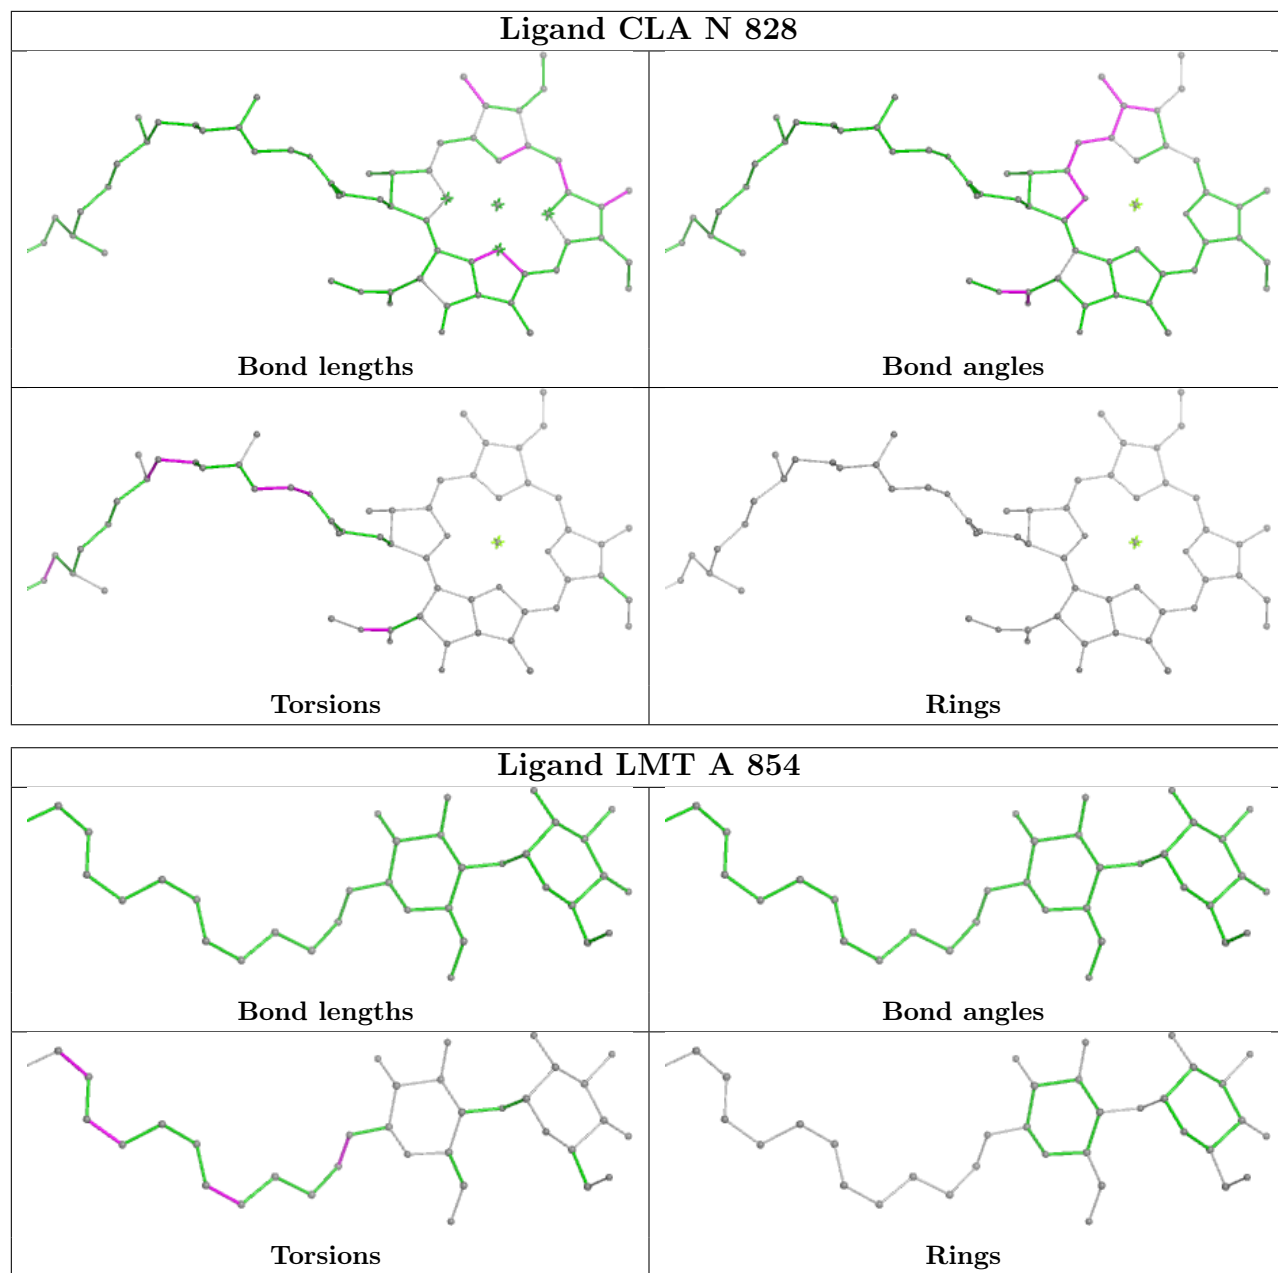 Ligand CLA N 828
Bond lengths
Bond angles
Torsions
Rings
Ligand LMT A 854
Bond lengths
Bond angles
Torsions
Rings